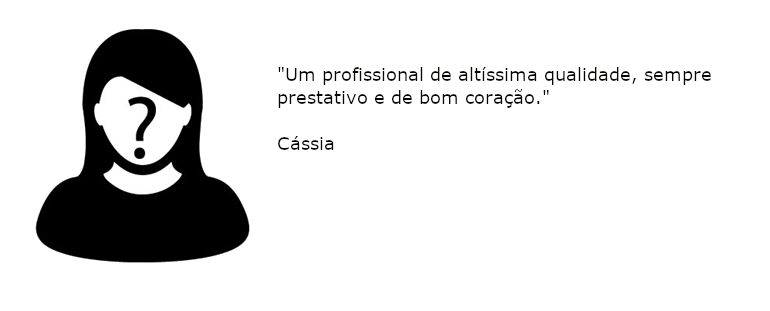 ?
"Um profissional de altíssima qualidade, sempre
prestativo e de bom coração."
Cássia